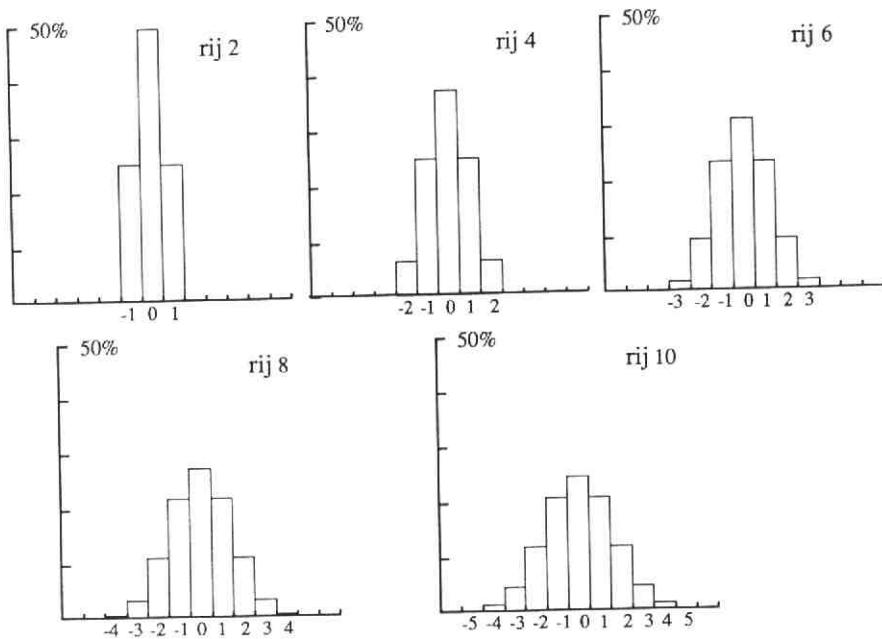 50%
rij 2
-1 0 1
50%
rij 4
-2 -1 0 1 2
50%
rij 6
-3 -2 -1 0 1 2 3
50%
rij 8
-4 -3 -2 -1 0 1 2 3 4
50%
rij 10
-5 -4 -3 -2 -1 0 1 2 3 4 5